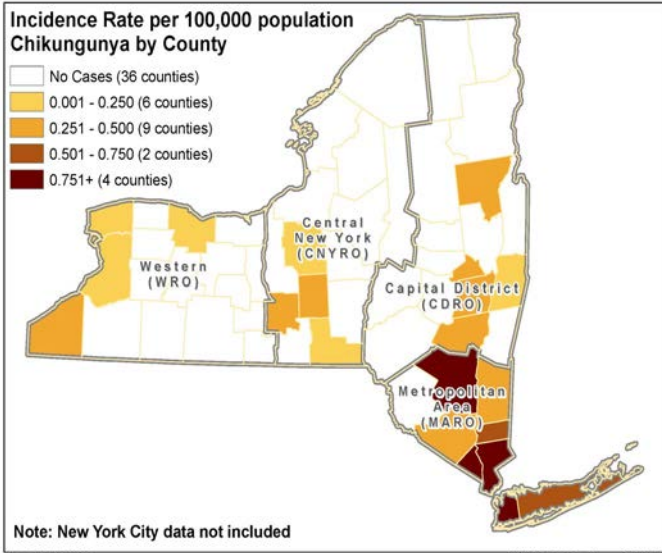 Incidence Rate per 100,000 population
Chikungunya by County
No Cases (36 counties)
0.001 - 0.250 (6 counties)
0.251 - 0.500 (9 counties)
0.501 - 0.750 (2 counties)
0.751+ (4 counties)
Central
New York
(CNYRO)
Western
(WRO)
Capital District
(CDRO)
Metropolitan
Area
(MARO)
Note: New York City data not included